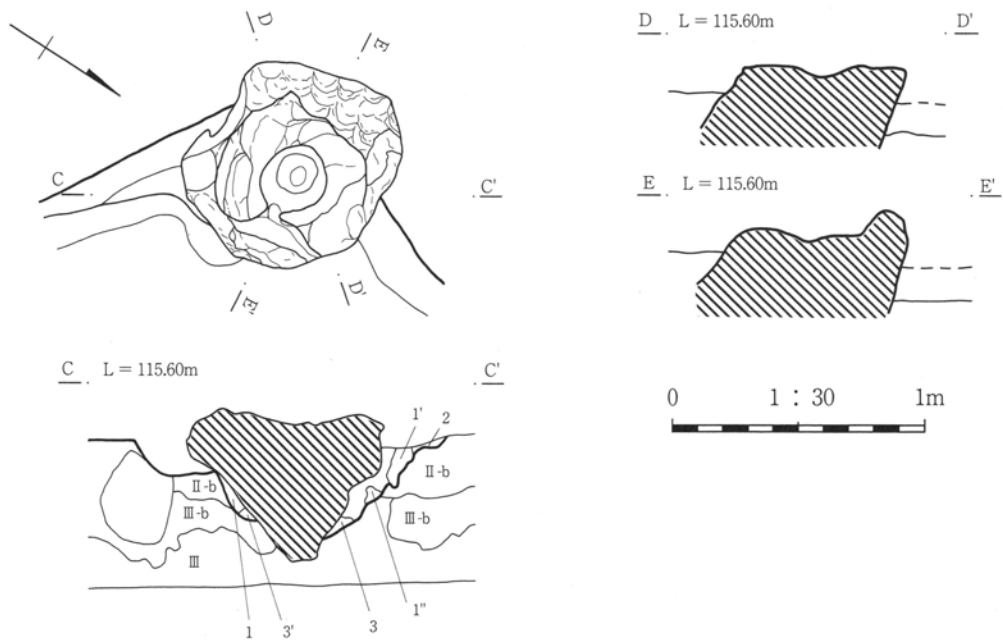 D
E
C
C'
E'
D'
D L = 115.60m D'
E L = 115.60m E'
C L = 115.60m C'
1' 2
Ⅱ-b
Ⅱ-b
Ⅲ-b
Ⅲ-b
Ⅲ
1 3' 3 1"
0 1 : 30 1m